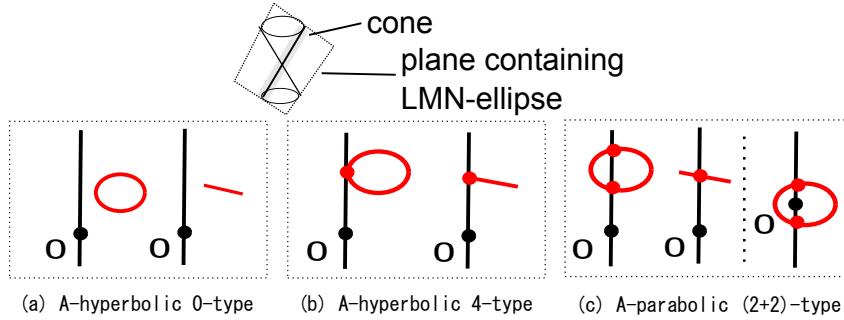 cone
plane containing
LMN-ellipse
O O O O O O O
(a) A-hyperbolic 0-type (b) A-hyperbolic 4-type (c) A-parabolic (2+2)-type